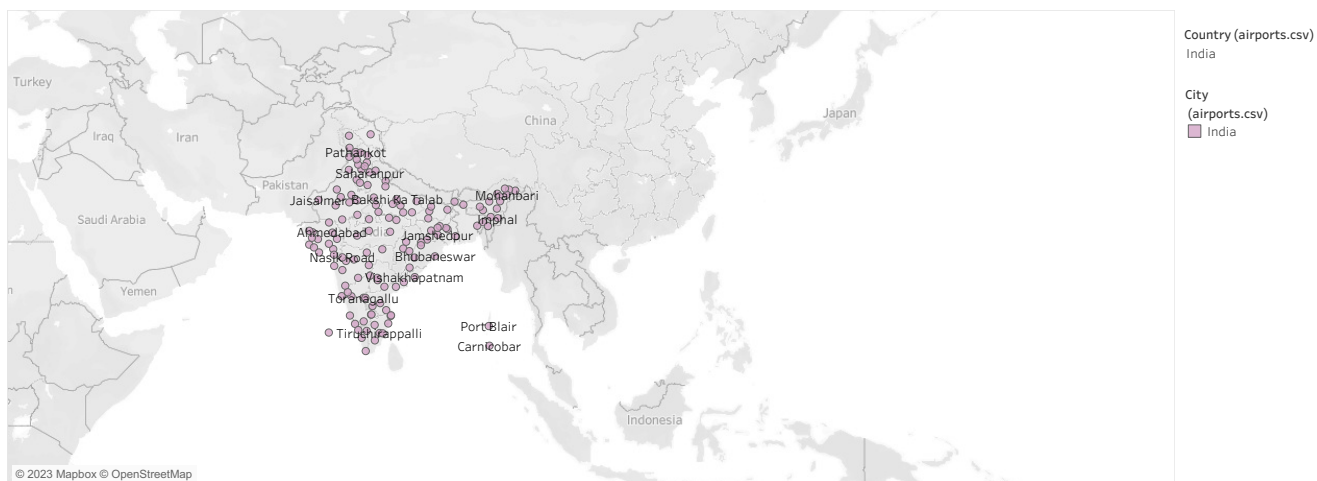 Turkey
Iraq
Iran
China
Japan
Pathankot
Saharanpur
Pakistan
Jaisalmer Bakshi Ka Talab
Mohanbari
Saudi Arabia
Imphal
Ahmedabad
Jamshedpur
Nasik Road
Bhubaneswar
Vishakhapatnam
Yemen
Toranagallu
Port Blair
Tiruchirappalli
Carnicobar
Indonesia
© 2023 Mapbox © OpenStreetMap
Country (airports.csv)
India
City
(airports.csv)
India